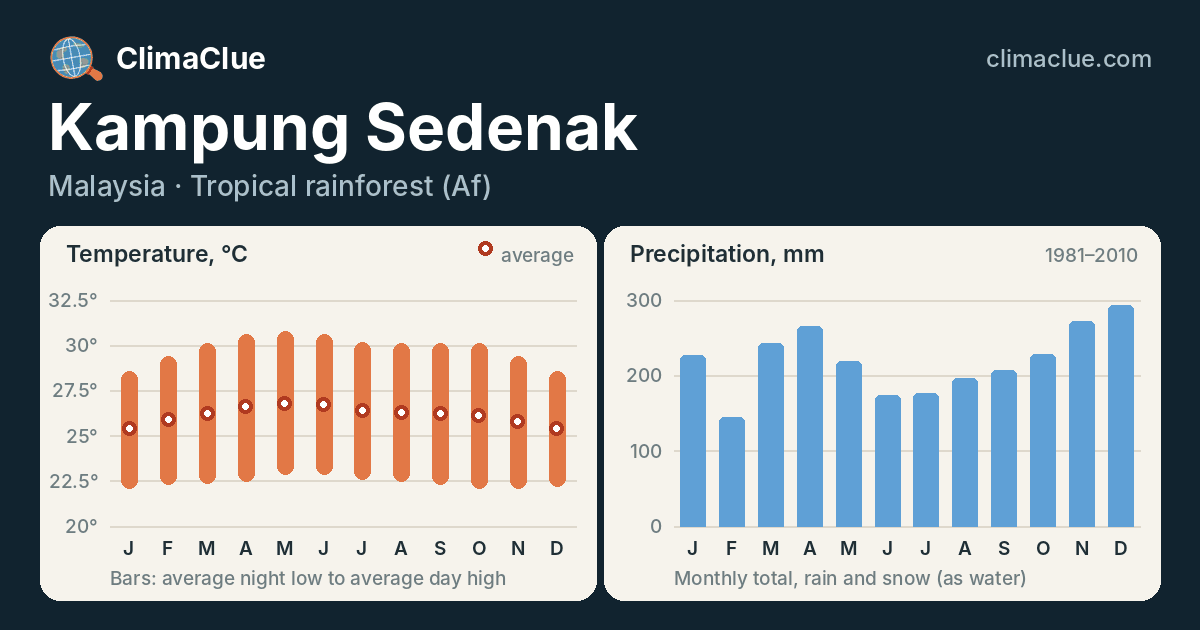 ClimaClue
climaclue.com
Kampung Sedenak
Malaysia · Tropical rainforest (Af)
Temperature, °C
average
32.5°
30°
27.5°
25°
22.5°
20°
J F M A M J J A S O N D
Bars: average night low to average day high
Precipitation, mm
1981–2010
300
200
100
0
J F M A M J J A S O N D
Monthly total, rain and snow (as water)